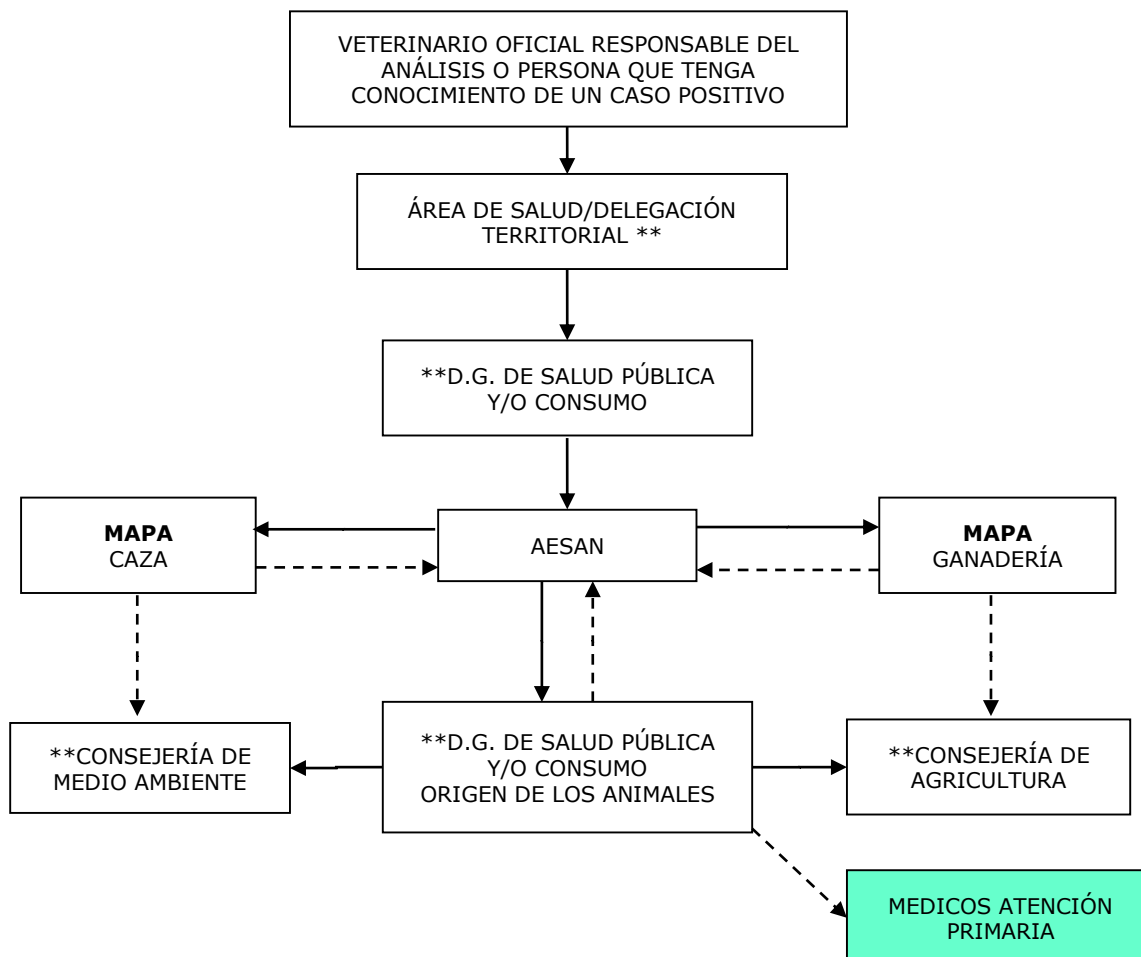 VETERINARIO OFICIAL RESPONSABLE DEL
ANÁLISIS O PERSONA QUE TENGA
CONOCIMIENTO DE UN CASO POSITIVO
ÁREA DE SALUD/DELEGACIÓN
TERRITORIAL **
**D.G. DE SALUD PÚBLICA
Y/O CONSUMO
MAPA
CAZA
AESAN
MAPA
GANADERÍA
**CONSEJERÍA DE
MEDIO AMBIENTE
**D.G. DE SALUD PÚBLICA
Y/O CONSUMO
ORIGEN DE LOS ANIMALES
**CONSEJERÍA DE
AGRICULTURA
MEDICOS ATENCIÓN
PRIMARIA